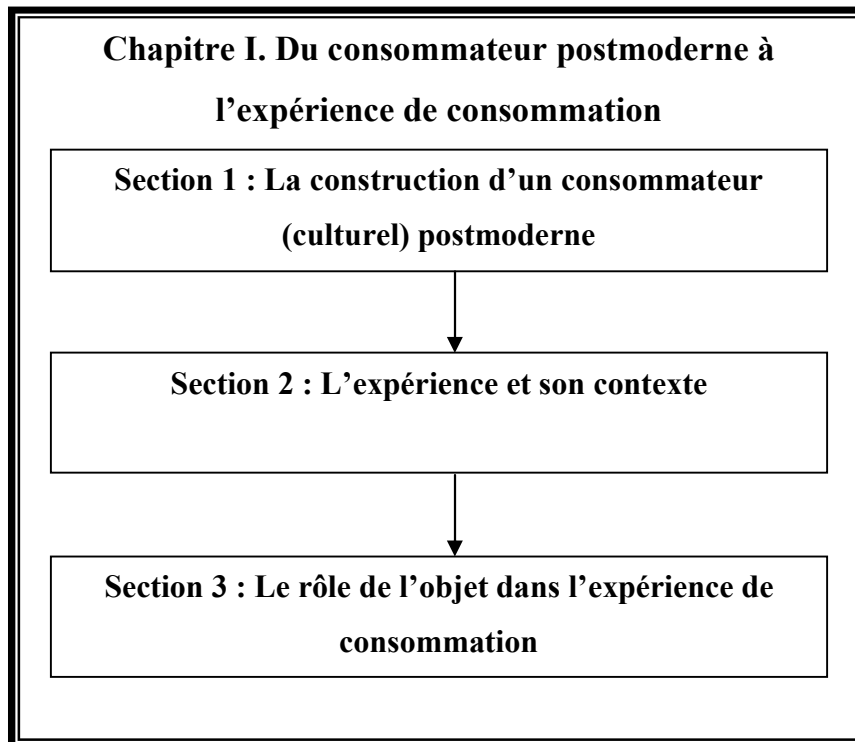 Chapitre I. Du consommateur postmoderne à
l’expérience de consommation
Section 1 : La construction d’un consommateur
(culturel) postmoderne
Section 2 : L’expérience et son contexte
Section 3 : Le rôle de l’objet dans l’expérience de
consommation